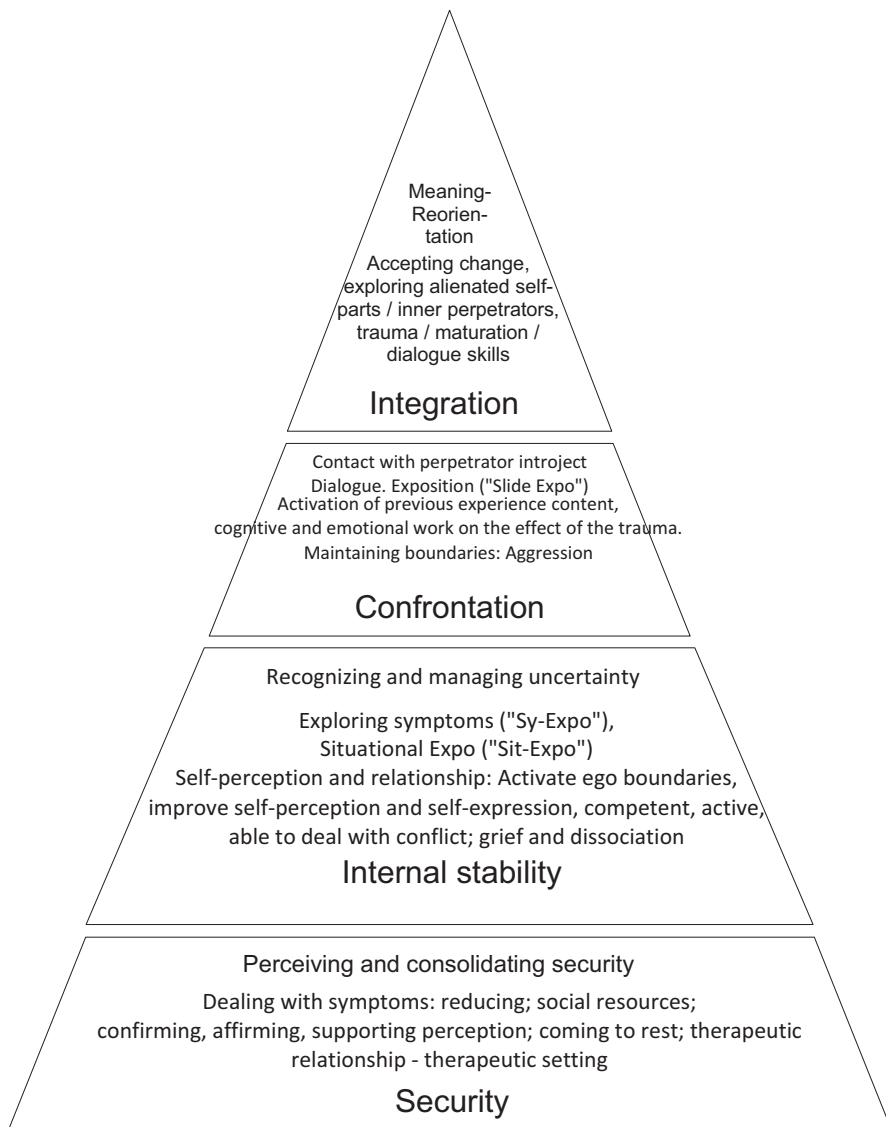 Meaning-
Reorien-
tation
Accepting change,
exploring alienated self-
parts / inner perpetrators,
trauma / maturation /
dialogue skills
Integration
Contact with perpetrator introject
Dialogue. Exposition ("Slide Expo")
Activation of previous experience content,
cognitive and emotional work on the effect of the trauma.
Maintaining boundaries: Aggression
Confrontation
Recognizing and managing uncertainty
Exploring symptoms ("Sy-Expo"),
Situational Expo ("Sit-Expo")
Self-perception and relationship: Activate ego boundaries,
improve self-perception and self-expression, competent, active,
able to deal with conflict; grief and dissociation
Internal stability
Perceiving and consolidating security
Dealing with symptoms: reducing; social resources;
confirming, affirming, supporting perception; coming to rest; therapeutic
relationship - therapeutic setting
Security